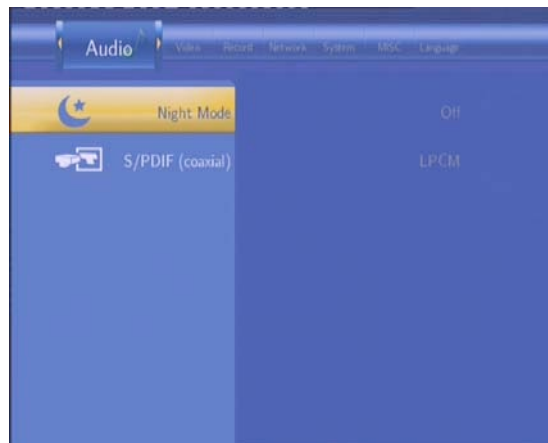 Audio Video Record Network System MISC Language
Night Mode Off
S/PDIF (coaxial) LPCM